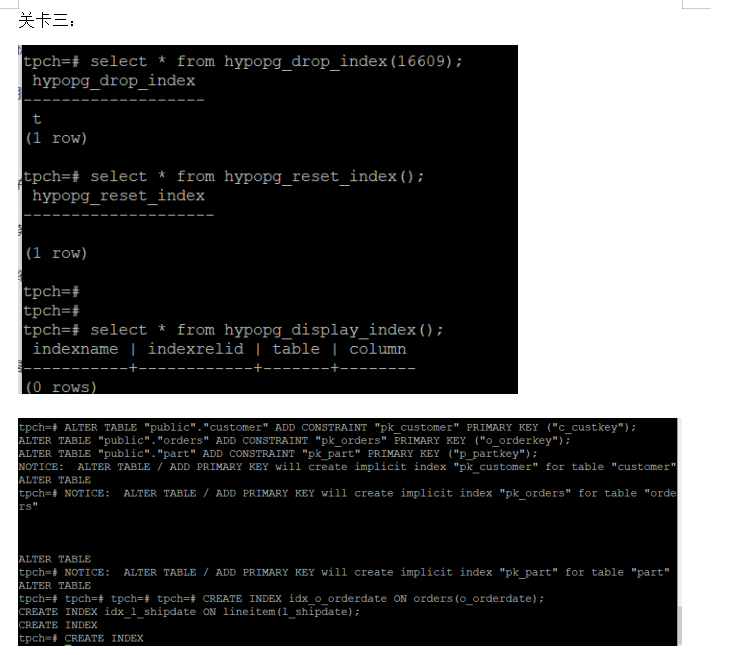 关卡三：
tpch=# select * from hypopg_drop_index(16609);
hypopg_drop_index
-------------------
t
(1 row)
tpch=# select * from hypopg_reset_index();
hypopg_reset_index
--------------------
(1 row)
tpch=#
tpch=#
tpch=# select * from hypopg_display_index();
indexname | indexrelid | table | column
-----------+------------+-------+--------
(0 rows)
tpch=# ALTER TABLE "public"."customer" ADD CONSTRAINT "pk_customer" PRIMARY KEY ("c_custkey");
ALTER TABLE "public"."orders" ADD CONSTRAINT "pk_orders" PRIMARY KEY ("o_orderkey");
ALTER TABLE "public"."part" ADD CONSTRAINT "pk_part" PRIMARY KEY ("p_partkey");
NOTICE:  ALTER TABLE / ADD PRIMARY KEY will create implicit index "pk_customer" for table "customer"
ALTER TABLE
tpch=# NOTICE:  ALTER TABLE / ADD PRIMARY KEY will create implicit index "pk_orders" for table "orde
rs"
ALTER TABLE
tpch=# NOTICE:  ALTER TABLE / ADD PRIMARY KEY will create implicit index "pk_part" for table "part"
ALTER TABLE
tpch=# tpch=# tpch=# tpch=# CREATE INDEX idx_o_orderdate ON orders(o_orderdate);
CREATE INDEX idx_l_shipdate ON lineitem(l_shipdate);
CREATE INDEX
tpch=# CREATE INDEX